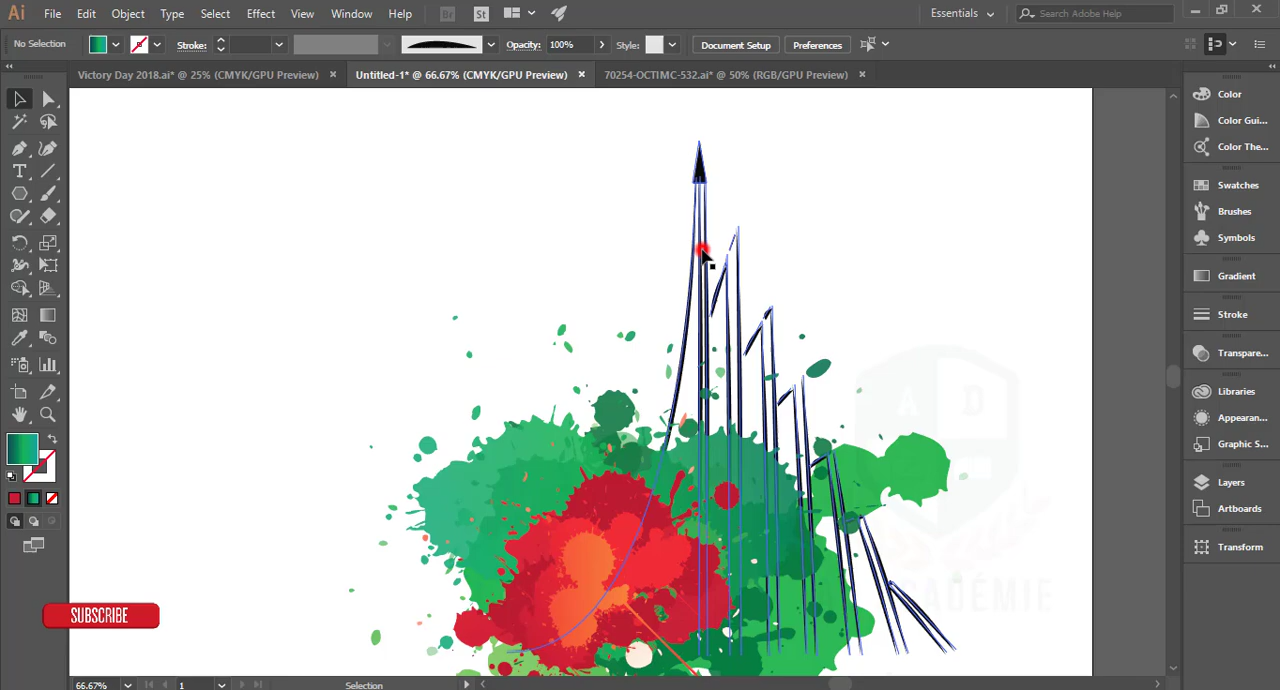 Ai File Edit Object Type Select Effect View Window Help Br St Essentials Search Adobe Help
No Selection Stroke: Opacity: 100% Style: Document Setup Preferences
Victory Day 2018.ai* @ 25% (CMYK/GPU Preview) × Untitled-1* @ 66.67% (CMYK/GPU Preview) × 70254-OCTIMC-532.ai* @ 50% (RGB/GPU Preview) ×
Color
Color Gui...
Color The...
Swatches
Brushes
Symbols
Gradient
Stroke
Transpare...
Libraries
Appearan...
Graphic S...
Layers
Artboards
Transform
A D
ACADÉMIE
SUBSCRIBE
66.67% 1 Selection